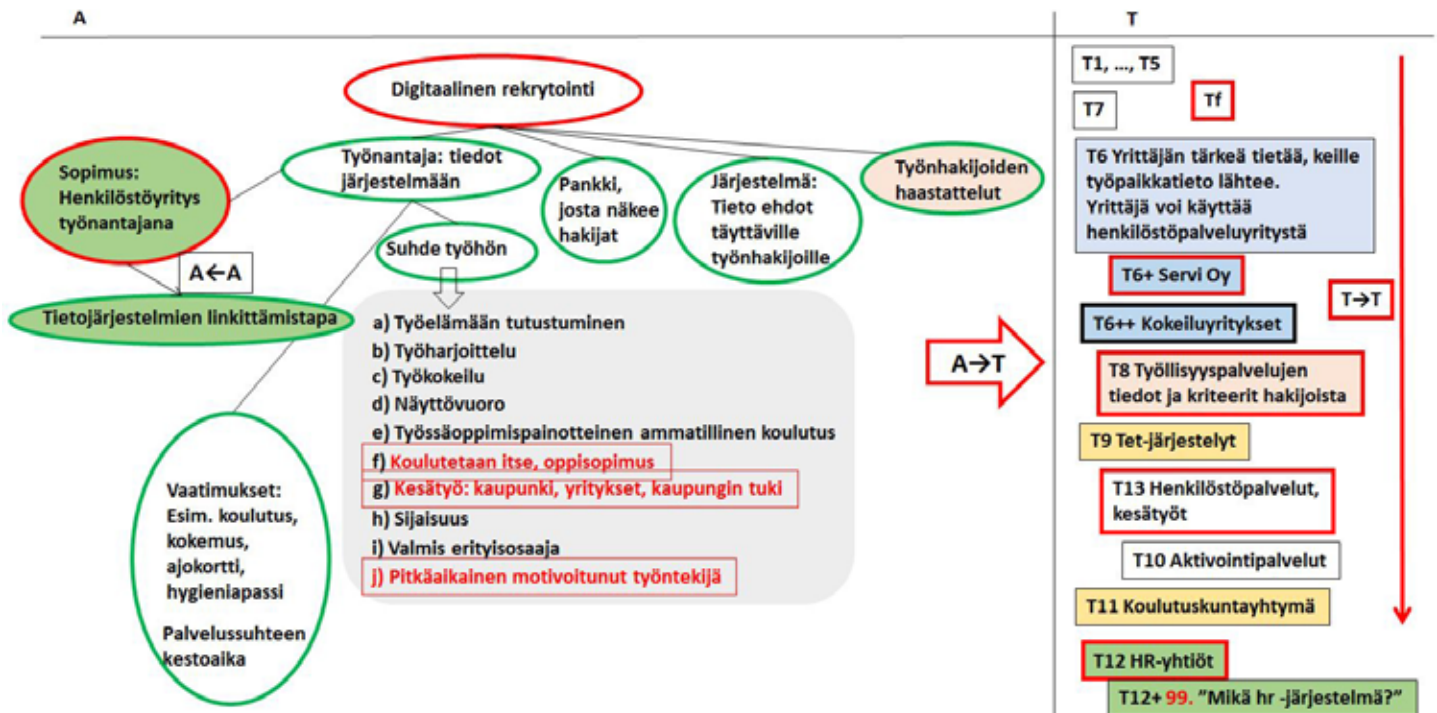 A
T
Digitaalinen rekrytointi
Sopimus:
Henkilöstöyritys
työnantajana
Työnantaja: tiedot
järjestelmään
Pankki,
josta näkee
hakijat
Järjestelmä:
Tieto ehdot
täyttäville
työnhakijoille
Työnhakijoiden
haastattelut
Suhde työhön
A←A
Tietojärjestelmien linkittämistapa
a) Työelämään tutustuminen
b) Työharjoittelu
c) Työkokeilu
d) Näyttövuoro
e) Työssäoppimispainotteinen ammatillinen koulutus
f) Koulutetaan itse, oppisopimus
g) Kesätyö: kaupunki, yritykset, kaupungin tuki
h) Sijaisuus
i) Valmis erityisosaaja
j) Pitkäaikainen motivoitunut työntekijä
Vaatimukset:
Esim. koulutus,
kokemus,
ajokortti,
hygieniapassi
Palvelussuhteen
kestoaika
A→T
T1, ..., T5
Tf
T7
T6 Yrittäjän tärkeä tietää, keille
työpaikkatieto lähtee.
Yrittäjä voi käyttää
henkilöstöpalveluyritystä
T6+ Servi Oy
T→T
T6++ Kokeiluyritykset
T8 Työllisyyspalvelujen
tiedot ja kriteerit hakijoista
T9 Tet-järjestelyt
T13 Henkilöstöpalvelut,
kesätyöt
T10 Aktivointipalvelut
T11 Koulutuskuntayhtymä
T12 HR-yhtiöt
T12+ 99. "Mikä hr -järjestelmä?"